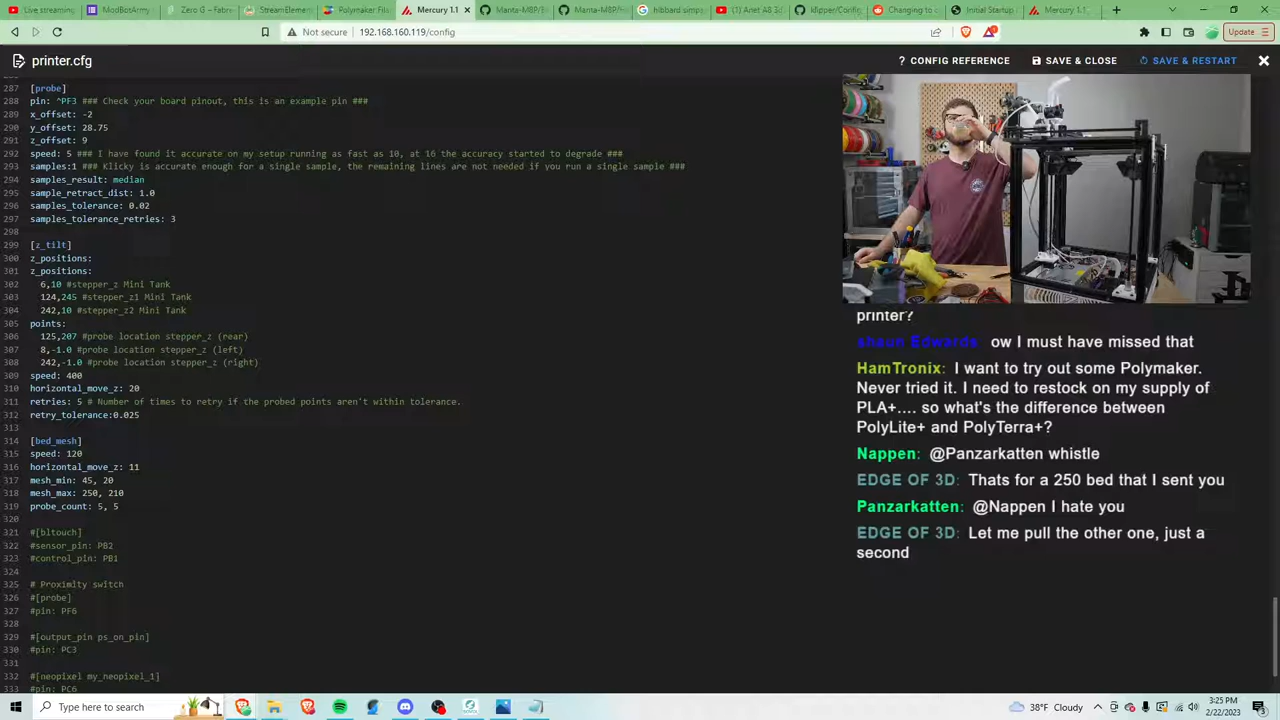 Live streaming
ModBotArmy
Zero G – Fabre
StreamElemen
Polymaker Fila
Mercury 1.1
Manta-M8P/fir
Manta-M8P/fir
(1) Anet A8 3d
klipper/Config
Changing to c
Initial Startup
Mercury 1.1
Not secure
192.168.160.119/config
Update
printer.cfg
? CONFIG REFERENCE
SAVE & CLOSE
SAVE & RESTART
287 [probe]
288 pin: ^PF3 ### Check your board pinout, this is an example pin ###
289 x_offset: -2
290 y_offset: 28.75
291 z_offset: 9
292 speed: 5 ### I have found it accurate on my setup running as fast as 10, at 16 the accuracy started to degrade ###
293 samples:1 ### Klicky is accurate enough for a single sample, the remaining lines are not needed if you run a single sample ###
294 samples_result: median
295 sample_retract_dist: 1.0
296 samples_tolerance: 0.02
297 samples_tolerance_retries: 3
298
299 [z_tilt]
300 z_positions:
301 z_positions:
302 6,10 #stepper_z Mini Tank
303 124,245 #stepper_z1 Mini Tank
304 242,10 #stepper_z2 Mini Tank
305 points:
306 125,207 #probe location stepper_z (rear)
307 8,-1.0 #probe location stepper_z (left)
308 242,-1.0 #probe location stepper_z (right)
309 speed: 400
310 horizontal_move_z: 20
311 retries: 5 # Number of times to retry if the probed points aren't within tolerance.
312 retry_tolerance:0.025
313
314 [bed_mesh]
315 speed: 120
316 horizontal_move_z: 11
317 mesh_min: 45, 20
318 mesh_max: 250, 210
319 probe_count: 5, 5
320
321 #[bltouch]
322 #sensor_pin: PB2
323 #control_pin: PB1
324
325 # Proximity switch
326 #[probe]
327 #pin: PF6
328
329 #[output_pin ps_on_pin]
330 #pin: PC3
331
332 #[neopixel my_neopixel_1]
333 #pin: PC6
printer?
shaun Edwards ow I must have missed that
HamTronix: I want to try out some Polymaker.
Never tried it. I need to restock on my supply of
PLA+.... so what's the difference between
PolyLite+ and PolyTerra+?
Nappen: @Panzarkatten whistle
EDGE OF 3D: Thats for a 250 bed that I sent you
Panzarkatten: @Nappen I hate you
EDGE OF 3D: Let me pull the other one, just a
second
Type here to search
38°F Cloudy
3:25 PM
2/22/2023